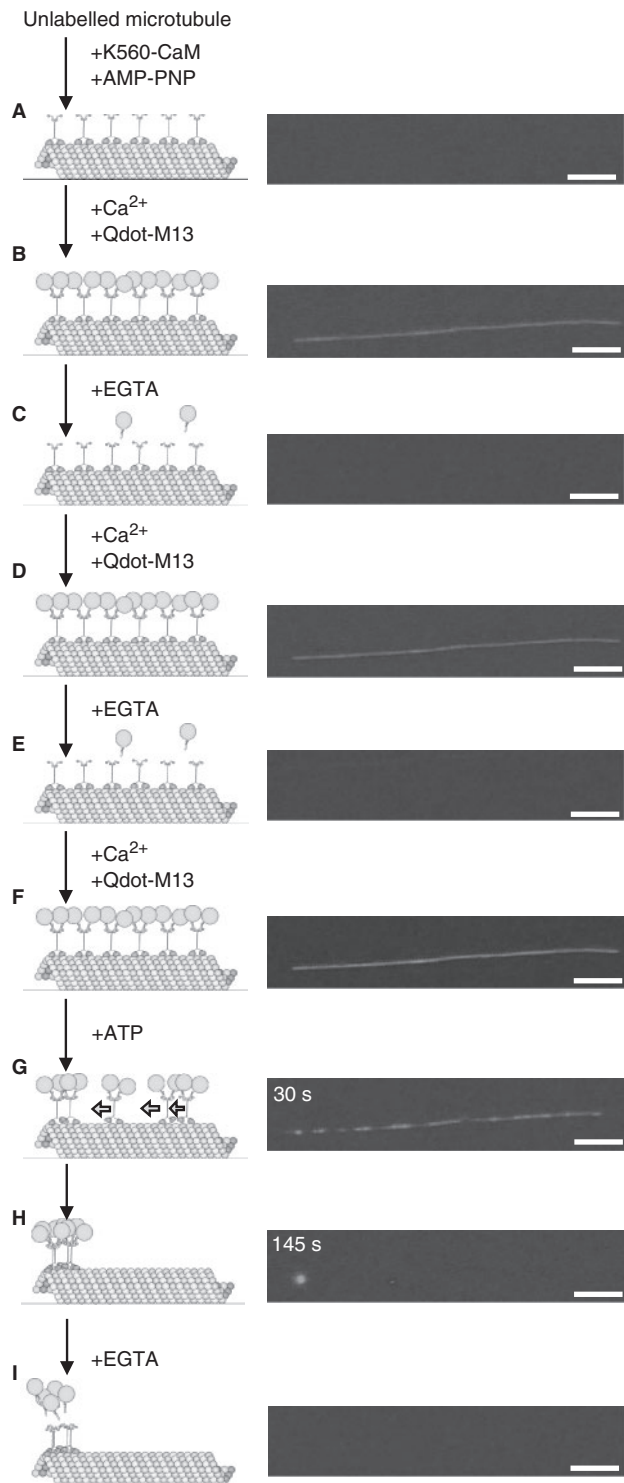 Unlabelled microtubule
+K560-CaM
+AMP-PNP
A
+Ca²⁺
+Qdot-M13
B
+EGTA
C
+Ca²⁺
+Qdot-M13
D
+EGTA
E
+Ca²⁺
+Qdot-M13
F
+ATP
G
30 s
H
145 s
+EGTA
I